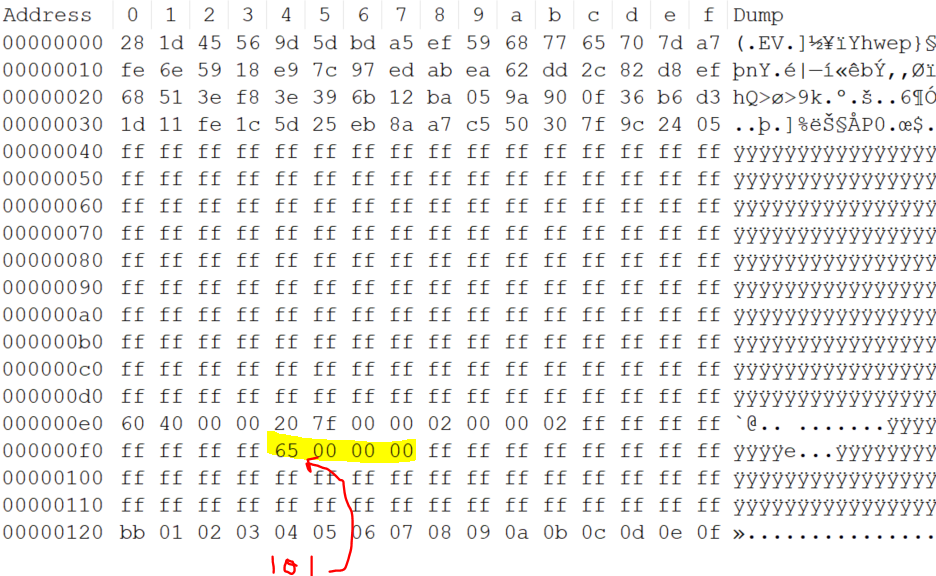 Address 0 1 2 3 4 5 6 7 8 9 a b c d e f Dump
00000000 28 1d 45 56 9d 5d bd a5 ef 59 68 77 65 70 7d a7 (.EV.]½¥ïYhwep}§
00000010 fe 6e 59 18 e9 7c 97 ed ab ea 62 dd 2c 82 d8 ef þnY.é|—í«êbÝ,‚Øï
00000020 68 51 3e f8 3e 39 6b 12 ba 05 9a 90 0f 36 b6 d3 hQ>ø>9k.º.š..6¶Ó
00000030 1d 11 fe 1c 5d 25 eb 8a a7 c5 50 30 7f 9c 24 05 ..þ.]%ëŠ§ÅP0.œ$.
00000040 ff ff ff ff ff ff ff ff ff ff ff ff ff ff ff ff ÿÿÿÿÿÿÿÿÿÿÿÿÿÿÿÿ
00000050 ff ff ff ff ff ff ff ff ff ff ff ff ff ff ff ff ÿÿÿÿÿÿÿÿÿÿÿÿÿÿÿÿ
00000060 ff ff ff ff ff ff ff ff ff ff ff ff ff ff ff ff ÿÿÿÿÿÿÿÿÿÿÿÿÿÿÿÿ
00000070 ff ff ff ff ff ff ff ff ff ff ff ff ff ff ff ff ÿÿÿÿÿÿÿÿÿÿÿÿÿÿÿÿ
00000080 ff ff ff ff ff ff ff ff ff ff ff ff ff ff ff ff ÿÿÿÿÿÿÿÿÿÿÿÿÿÿÿÿ
00000090 ff ff ff ff ff ff ff ff ff ff ff ff ff ff ff ff ÿÿÿÿÿÿÿÿÿÿÿÿÿÿÿÿ
000000a0 ff ff ff ff ff ff ff ff ff ff ff ff ff ff ff ff ÿÿÿÿÿÿÿÿÿÿÿÿÿÿÿÿ
000000b0 ff ff ff ff ff ff ff ff ff ff ff ff ff ff ff ff ÿÿÿÿÿÿÿÿÿÿÿÿÿÿÿÿ
000000c0 ff ff ff ff ff ff ff ff ff ff ff ff ff ff ff ff ÿÿÿÿÿÿÿÿÿÿÿÿÿÿÿÿ
000000d0 ff ff ff ff ff ff ff ff ff ff ff ff ff ff ff ff ÿÿÿÿÿÿÿÿÿÿÿÿÿÿÿÿ
000000e0 60 40 00 00 20 7f 00 00 02 00 00 02 ff ff ff ff `@.. .......ÿÿÿÿ
000000f0 ff ff ff ff 65 00 00 00 ff ff ff ff ff ff ff ff ÿÿÿÿe...ÿÿÿÿÿÿÿÿ
00000100 ff ff ff ff ff ff ff ff ff ff ff ff ff ff ff ff ÿÿÿÿÿÿÿÿÿÿÿÿÿÿÿÿ
00000110 ff ff ff ff ff ff ff ff ff ff ff ff ff ff ff ff ÿÿÿÿÿÿÿÿÿÿÿÿÿÿÿÿ
00000120 bb 01 02 03 04 05 06 07 08 09 0a 0b 0c 0d 0e 0f »...............
101